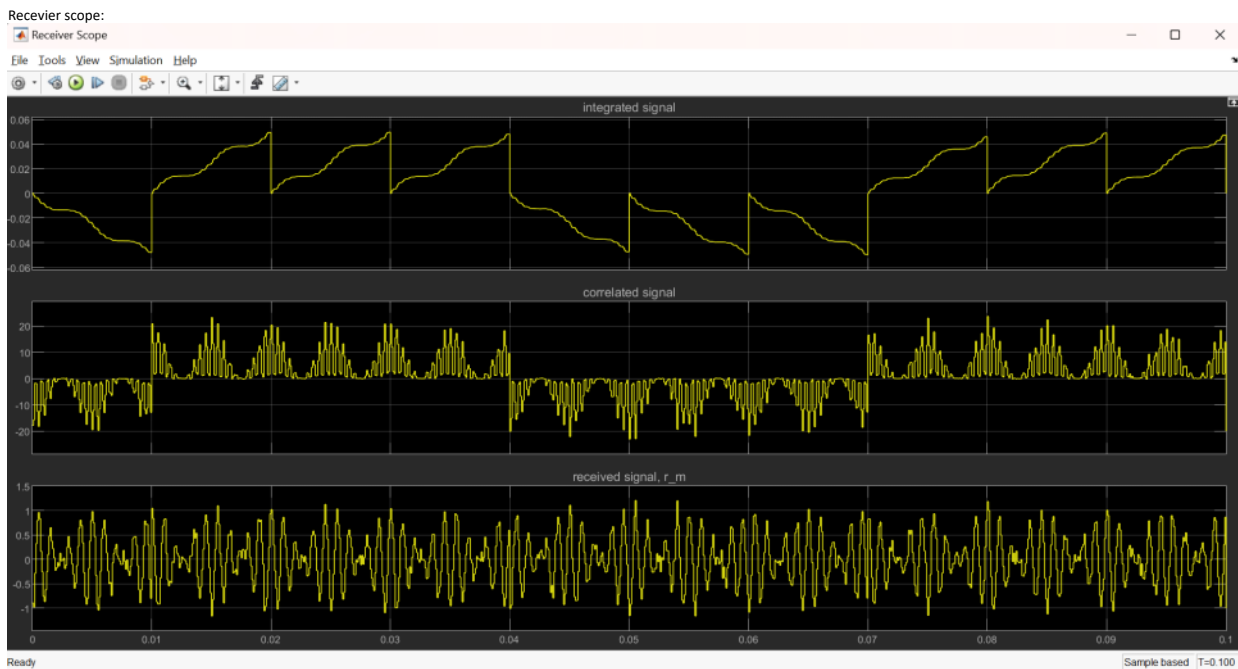 Recevier scope:
Receiver Scope
File Tools View Simulation Help
integrated signal
0.06
0.04
0.02
0
-0.02
-0.04
-0.06
correlated signal
20
10
0
-10
-20
received signal, r_m
1.5
1
0.5
0
-0.5
-1
0 0.01 0.02 0.03 0.04 0.05 0.06 0.07 0.08 0.09 0.1
Ready Sample based T=0.100